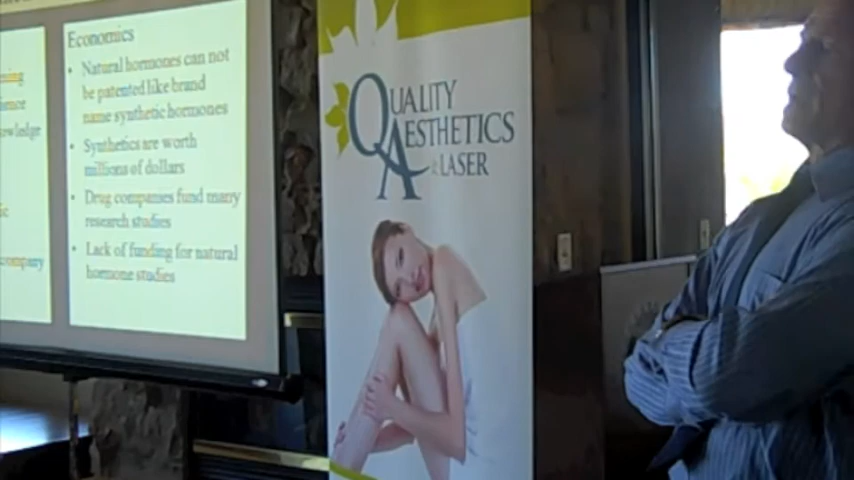 Economics
• Natural hormones can not
be patented like brand
name synthetic hormones
• Synthetics are worth
millions of dollars
• Drug companies fund many
research studies
• Lack of funding for natural
hormone studies
company
QUALITY
AESTHETICS
LASER
QA